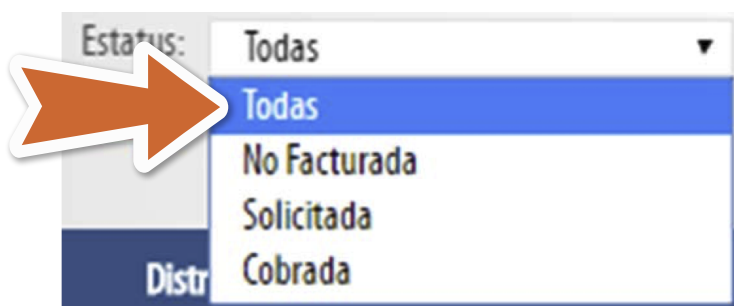 Estatus: Todas
Todas
No Facturada
Solicitada
Cobrada